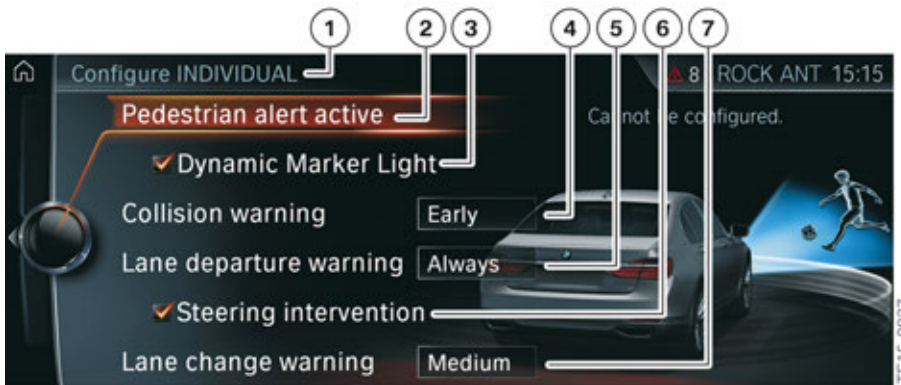 1 2 3 4 5 6 7
Configure INDIVIDUAL 8 ROCK ANT 15:15
Pedestrian alert active Cannot be configured.
Dynamic Marker Light
Collision warning Early
Lane departure warning Always
Steering intervention
Lane change warning Medium